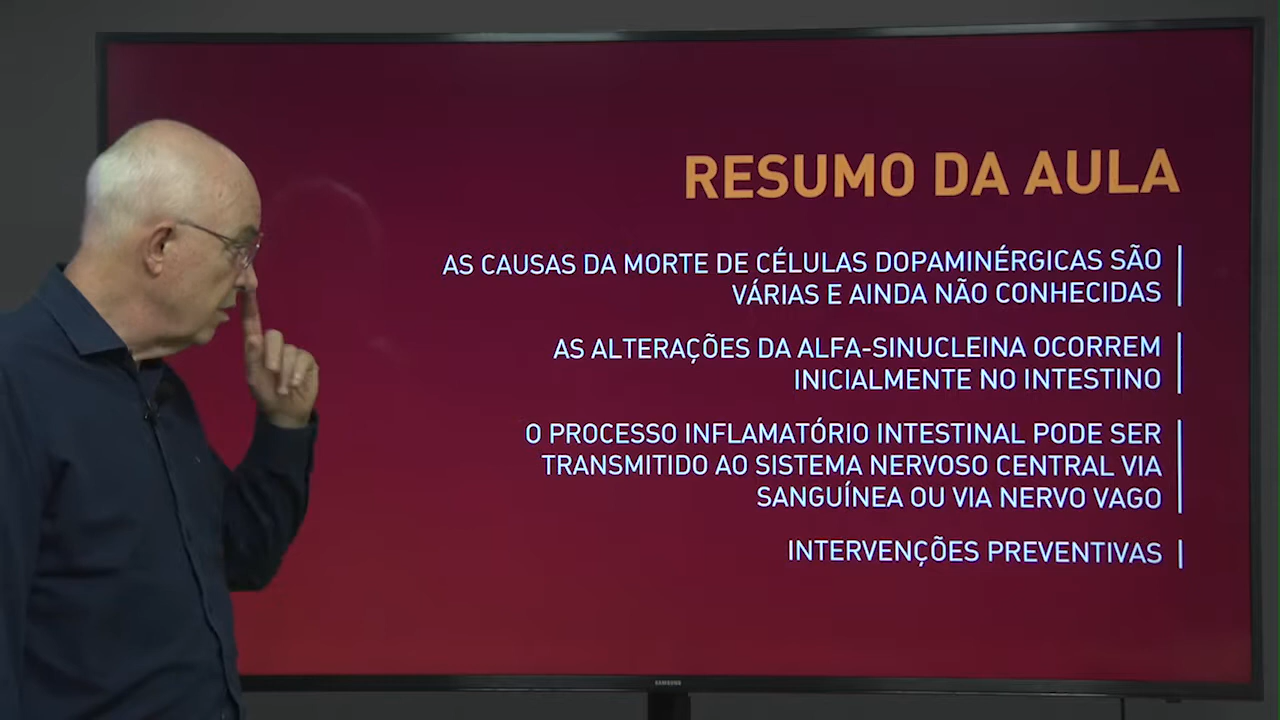 RESUMO DA AULA
AS CAUSAS DA MORTE DE CÉLULAS DOPAMINÉRGICAS SÃO
VÁRIAS E AINDA NÃO CONHECIDAS
AS ALTERAÇÕES DA ALFA-SINUCLEINA OCORREM
INICIALMENTE NO INTESTINO
O PROCESSO INFLAMATÓRIO INTESTINAL PODE SER
TRANSMITIDO AO SISTEMA NERVOSO CENTRAL VIA
SANGUÍNEA OU VIA NERVO VAGO
INTERVENÇÕES PREVENTIVAS
SAMSUNG